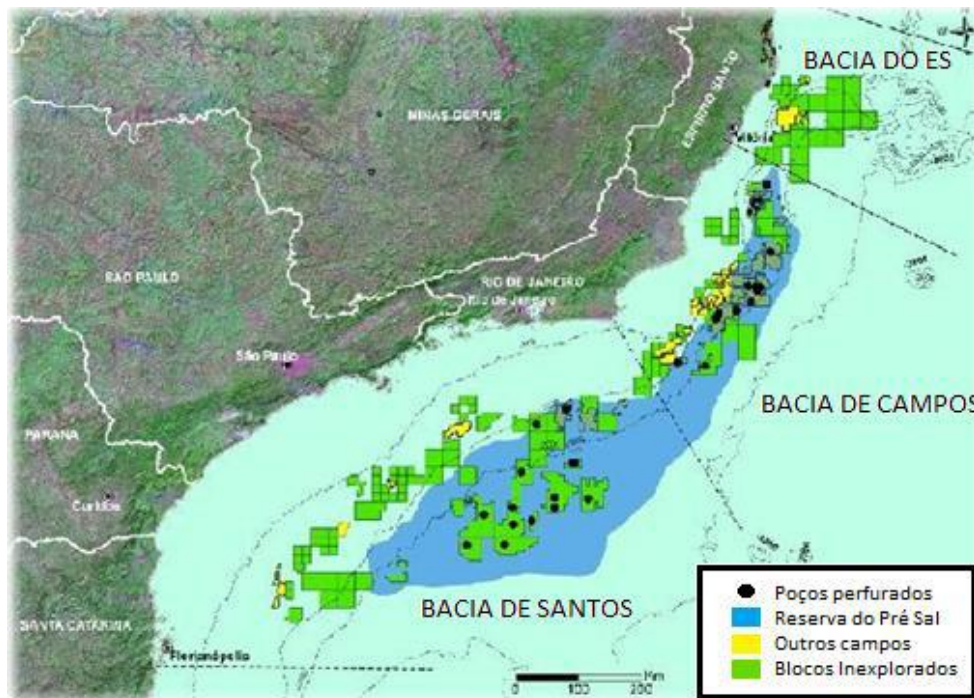 BACIA DO ES
MINAS GERAIS
ESPIRITO SANTO
Vitória
SAO PAULO
RIO DE JANEIRO
Rio de Janeiro
São Paulo
BACIA DE CAMPOS
PARANA
Curitiba
BACIA DE SANTOS
SANTA CATARINA
Florianópolis
Km
0 100 200
Poços perfurados
Reserva do Pré Sal
Outros campos
Blocos Inexplorados